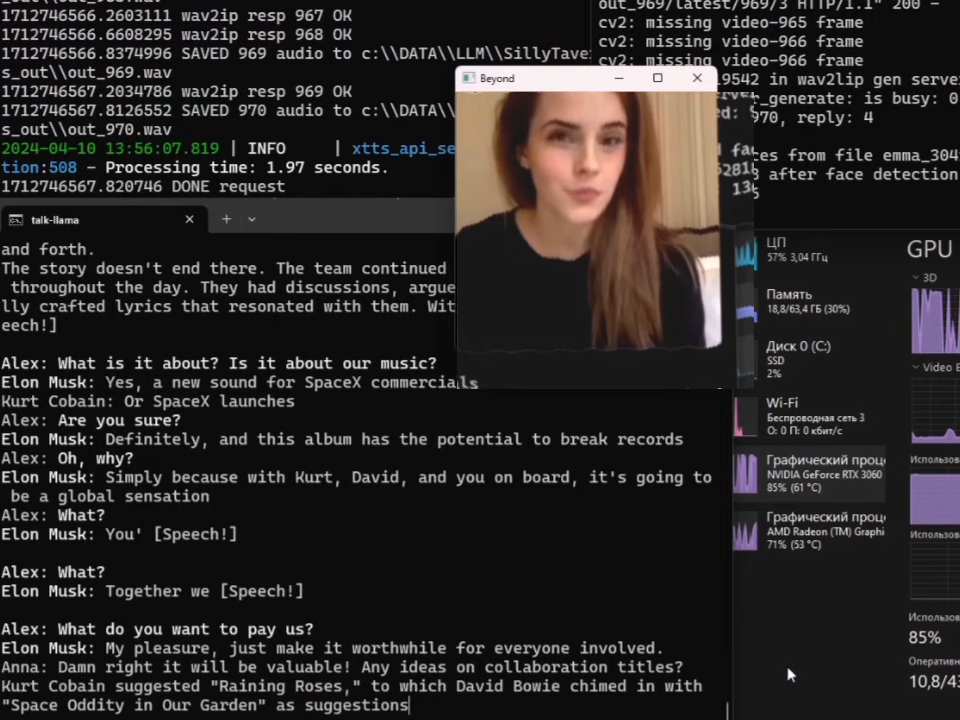 1712746566.2603111 wav2ip resp 967 OK
1712746566.6608295 wav2ip resp 968 OK
1712746566.8374996 SAVED 969 audio to c:\\DATA\\LLM\\SillyTave
s_out\\out_969.wav
1712746567.2034786 wav2ip resp 969 OK
1712746567.8126552 SAVED 970 audio to c:\\DATA\\
s_out\\out_970.wav
2024-04-10 13:56:07.819 | INFO | xtts_api_se
tion:508 - Processing time: 1.97 seconds.
1712746567.820746 DONE request
out_969/latest/969/3 HTTP/1.1" 200 -
cv2: missing video-965 frame
cv2: missing video-966 frame
cv2: missing video-966 frame
9542 in wav2lip gen serve
_generate: is busy: 0
970, reply: 4
ces from file emma_304
3 after face detection
Beyond
talk-llama
and forth.
The story doesn't end there. The team continued
throughout the day. They had discussions, argue
lly crafted lyrics that resonated with them. Wit
eech!]
Alex: What is it about? Is it about our music?
Elon Musk: Yes, a new sound for SpaceX commercials
Kurt Cobain: Or SpaceX launches
Alex: Are you sure?
Elon Musk: Definitely, and this album has the potential to break records
Alex: Oh, why?
Elon Musk: Simply because with Kurt, David, and you on board, it's going to
be a global sensation
Alex: What?
Elon Musk: You' [Speech!]
Alex: What?
Elon Musk: Together we [Speech!]
Alex: What do you want to pay us?
Elon Musk: My pleasure, just make it worthwhile for everyone involved.
Anna: Damn right it will be valuable! Any ideas on collaboration titles?
Kurt Cobain suggested "Raining Roses," to which David Bowie chimed in with
"Space Oddity in Our Garden" as suggestions
ЦП
57% 3,04 ГГц
Память
18,8/63,4 ГБ (30%)
Диск 0 (C:)
SSD
2%
Wi-Fi
Беспроводная сеть 3
О: 0 П: 0 кбит/с
Графический проце
NVIDIA GeForce RTX 3060
85% (61 °C)
Графический проце
AMD Radeon (TM) Graphi
71% (53 °C)
GPU
3D
Video E
Использо
Использо
Использо
85%
Оператив
10,8/43